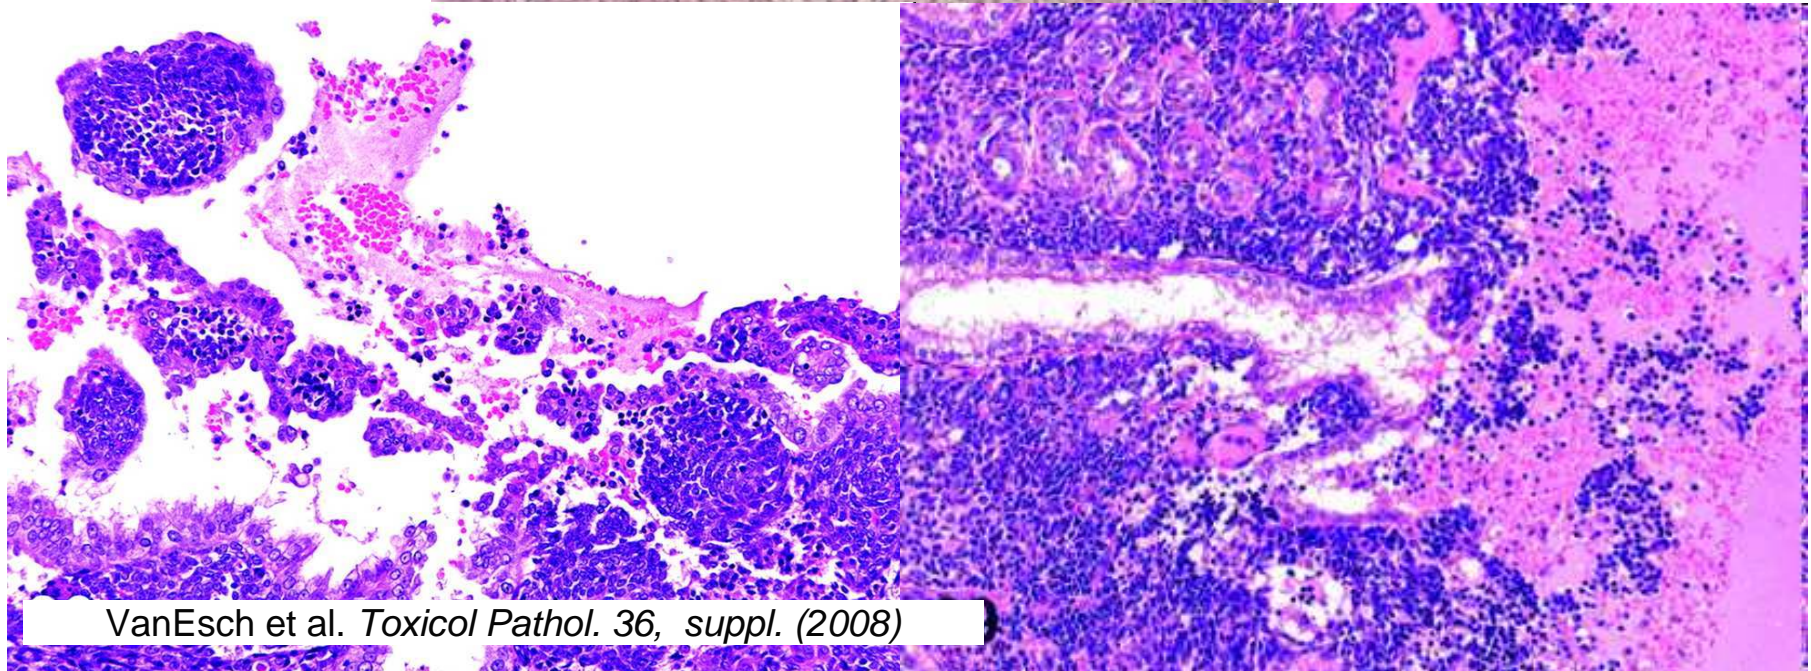 VanEsch et al. Toxicol Pathol. 36, suppl. (2008)